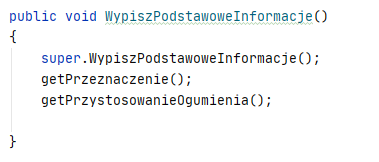 public void WypiszPodstawoweInformacje()
{
    super.WypiszPodstawoweInformacje();
    getPrzeznaczenie();
    getPrzystosowanieOgumienia();
}